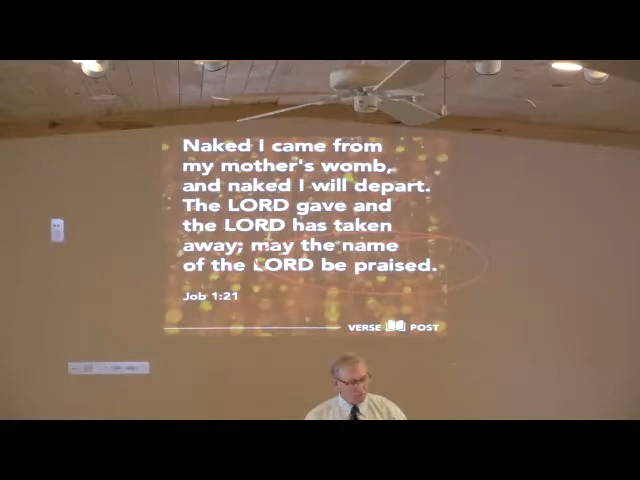 Naked I came from
my mother's womb,
and naked I will depart.
The LORD gave and
the LORD has taken
away; may the name
of the LORD be praised.
Job 1:21
VERSE POST